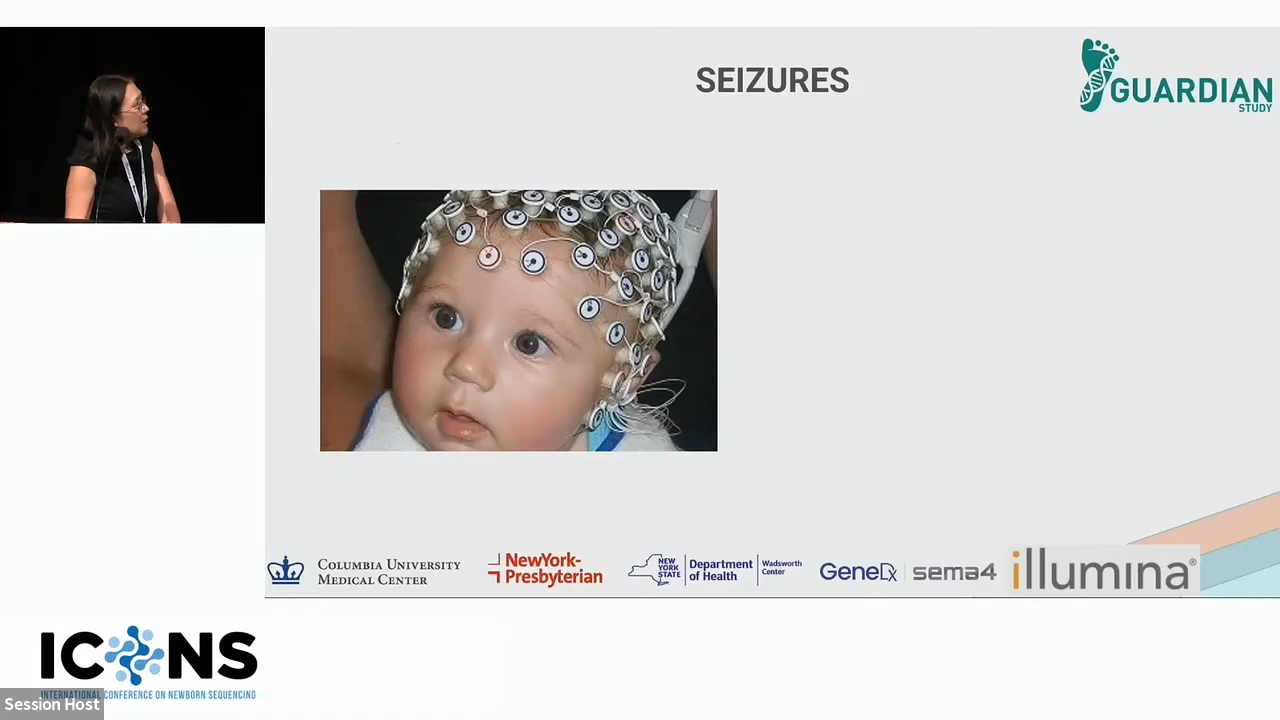 SEIZURES
GUARDIAN
STUDY
COLUMBIA UNIVERSITY
MEDICAL CENTER
NewYork-
Presbyterian
NEW
YORK
STATE
Department
of Health
Wadsworth
Center
GeneDx
sema4
illumina®
ICONS
INTERNATIONAL CONFERENCE ON NEWBORN SEQUENCING
Session Host